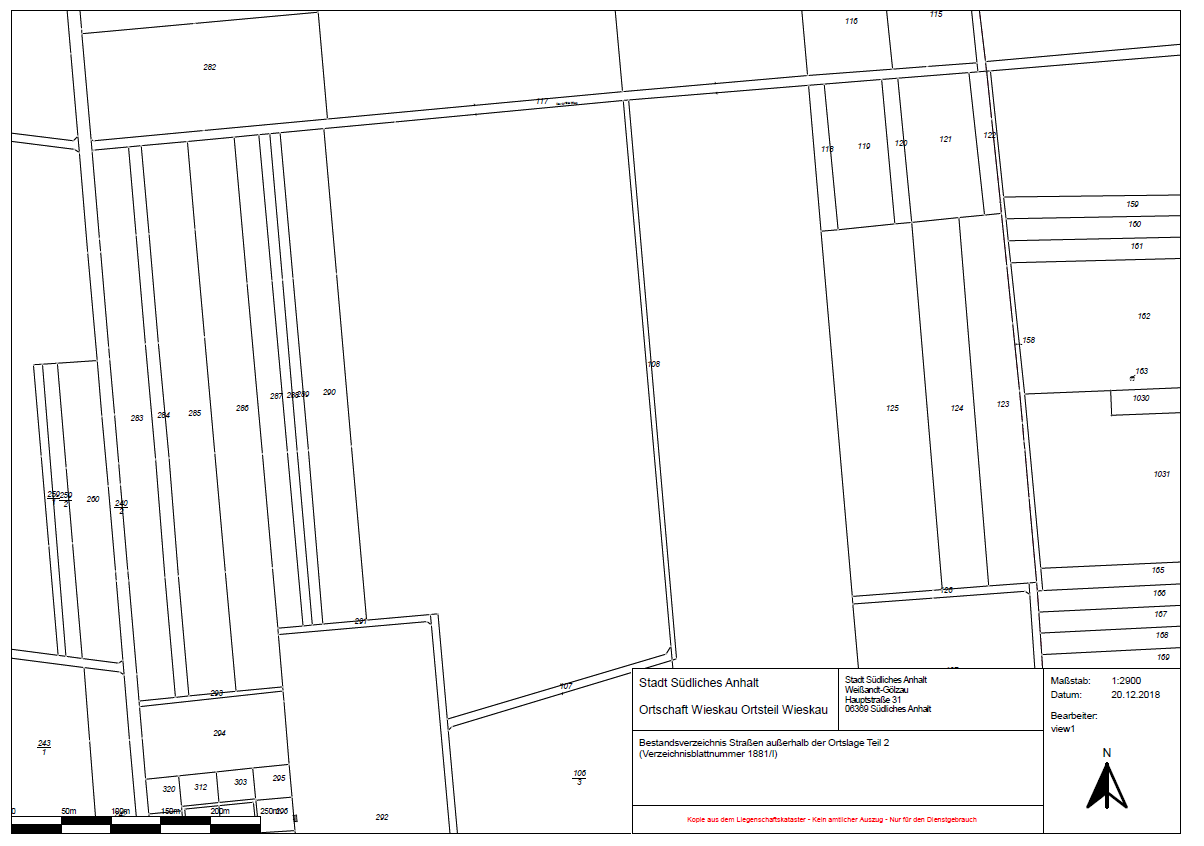 115
116
282
117
122
121
118
119
120
159
160
161
162
158
108
163
290
287
289
1030
123
286
125
124
285
284
283
1031
259
1
259
2
260
240
2
165
126
166
167
291
168
169
107
293
294
243
1
106
3
295
303
312
320
292
0
50m
100m
150m
200m
250m
Stadt Südliches Anhalt
Ortschaft Wieskau Ortsteil Wieskau
Stadt Südliches Anhalt
Weißandt-Gölzau
Hauptstraße 31
06369 Südliches Anhalt
Bestandsverzeichnis Straßen außerhalb der Ortslage Teil 2
(Verzeichnisblattnummer 1881/I)
Kopie aus dem Liegenschaftskataster - Kein amtlicher Auszug - Nur für den Dienstgebrauch
Maßstab: 1:2900
Datum: 20.12.2018
Bearbeiter:
view1
N